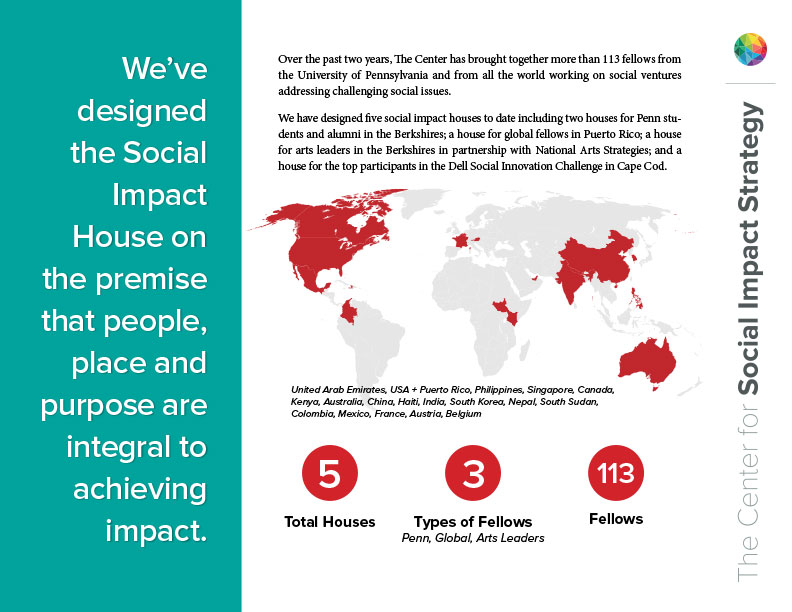 We've
designed
the Social
Impact
House on
the premise
that people,
place and
purpose are
integral to
achieving
impact.
Over the past two years, The Center has brought together more than 113 fellows from
the University of Pennsylvania and from all the world working on social ventures
addressing challenging social issues.
We have designed five social impact houses to date including two houses for Penn stu-
dents and alumni in the Berkshires; a house for global fellows in Puerto Rico; a house
for arts leaders in the Berkshires in partnership with National Arts Strategies; and a
house for the top participants in the Dell Social Innovation Challenge in Cape Cod.
United Arab Emirates, USA + Puerto Rico, Philippines, Singapore, Canada,
Kenya, Australia, China, Haiti, India, South Korea, Nepal, South Sudan,
Colombia, Mexico, France, Austria, Belgium
5
Total Houses
3
Types of Fellows
Penn, Global, Arts Leaders
113
Fellows
The Center for Social Impact Strategy